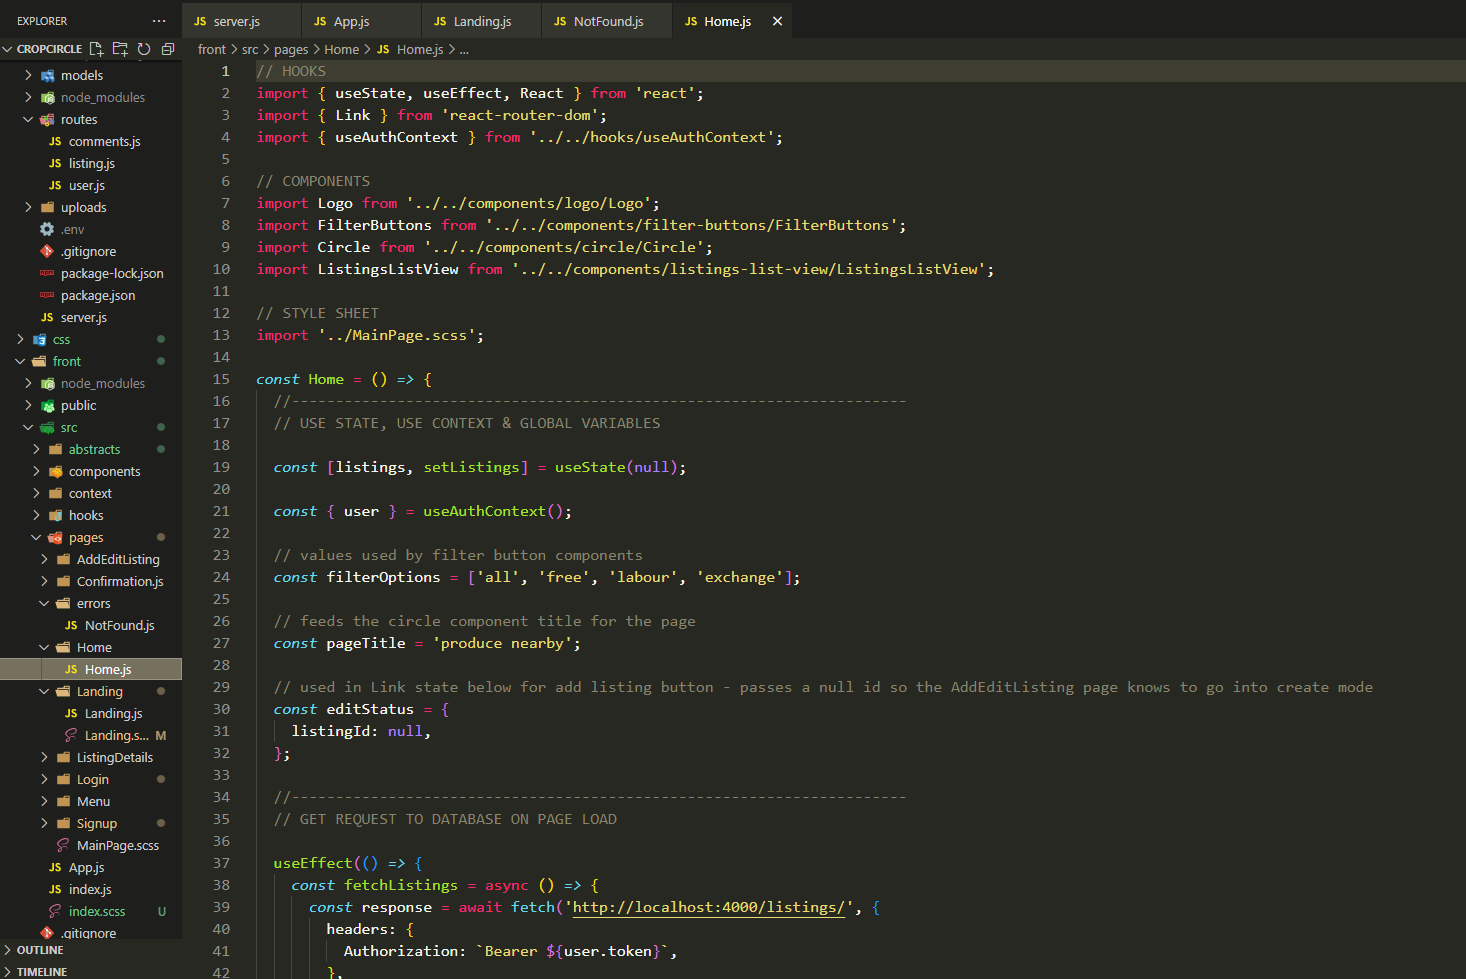 EXPLORER
CROPCIRCLE
models
node_modules
routes
JS comments.js
JS listing.js
JS user.js
uploads
.env
.gitignore
package-lock.json
package.json
JS server.js
css
front
node_modules
public
src
abstracts
components
context
hooks
pages
AddEditListing
Confirmation.js
errors
JS NotFound.js
Home
JS Home.js
Landing
JS Landing.js
Landing.s... M
ListingDetails
Login
Menu
Signup
MainPage.scss
JS App.js
JS index.js
index.scss U
.gitignore
OUTLINE
TIMELINE
JS server.js JS App.js JS Landing.js JS NotFound.js JS Home.js
front > src > pages > Home > JS Home.js > ...
1 // HOOKS
2 import { useState, useEffect, React } from 'react';
3 import { Link } from 'react-router-dom';
4 import { useAuthContext } from '../../hooks/useAuthContext';
5
6 // COMPONENTS
7 import Logo from '../../components/logo/Logo';
8 import FilterButtons from '../../components/filter-buttons/FilterButtons';
9 import Circle from '../../components/circle/Circle';
10 import ListingsListView from '../../components/listings-list-view/ListingsListView';
11
12 // STYLE SHEET
13 import '../MainPage.scss';
14
15 const Home = () => {
16 //----------------------------------------------------------------------
17 // USE STATE, USE CONTEXT & GLOBAL VARIABLES
18
19 const [listings, setListings] = useState(null);
20
21 const { user } = useAuthContext();
22
23 // values used by filter button components
24 const filterOptions = ['all', 'free', 'labour', 'exchange'];
25
26 // feeds the circle component title for the page
27 const pageTitle = 'produce nearby';
28
29 // used in Link state below for add listing button - passes a null id so the AddEditListing page knows to go into create mode
30 const editStatus = {
31 listingId: null,
32 };
33
34 //----------------------------------------------------------------------
35 // GET REQUEST TO DATABASE ON PAGE LOAD
36
37 useEffect(() => {
38 const fetchListings = async () => {
39 const response = await fetch('http://localhost:4000/listings/', {
40 headers: {
41 Authorization: `Bearer ${user.token}`,
42 },